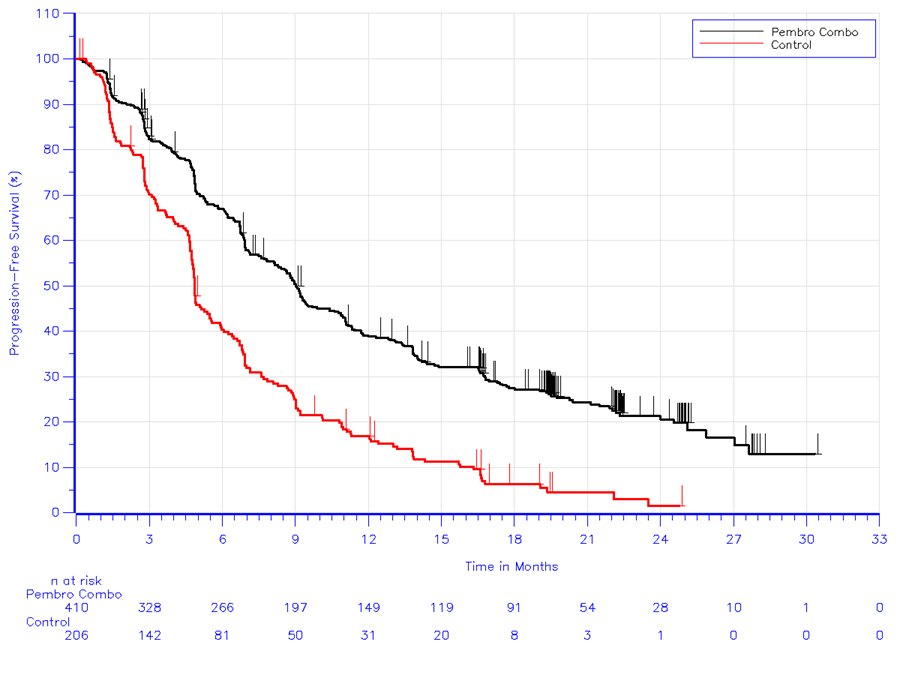 110
Pembro Combo
Control
100
90
80
70
60
50
40
30
20
10
0
Progression-Free Survival (%)
0 3 6 9 12 15 18 21 24 27 30 33
Time in Months
n at risk
Pembro Combo
410 328 266 197 149 119 91 54 28 10 1 0
Control
206 142 81 50 31 20 8 3 1 0 0 0